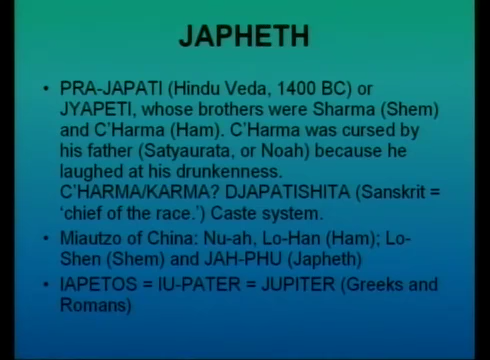 JAPHETH
• PRA-JAPATI (Hindu Veda, 1400 BC) or
JYAPETI, whose brothers were Sharma (Shem)
and C'Harma (Ham). C'Harma was cursed by
his father (Satyaurata, or Noah) because he
laughed at his drunkenness.
C'HARMA/KARMA? DJAPATISHITA (Sanskrit =
'chief of the race.') Caste system.
• Miautzo of China: Nu-ah, Lo-Han (Ham); Lo-
Shen (Shem) and JAH-PHU (Japheth)
• IAPETOS = IU-PATER = JUPITER (Greeks and
Romans)